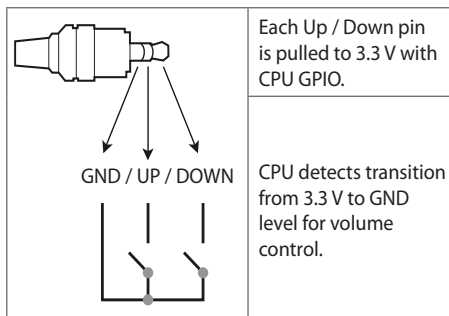 Each Up / Down pin
is pulled to 3.3 V with
CPU GPIO.
GND / UP / DOWN
CPU detects transition
from 3.3 V to GND
level for volume
control.